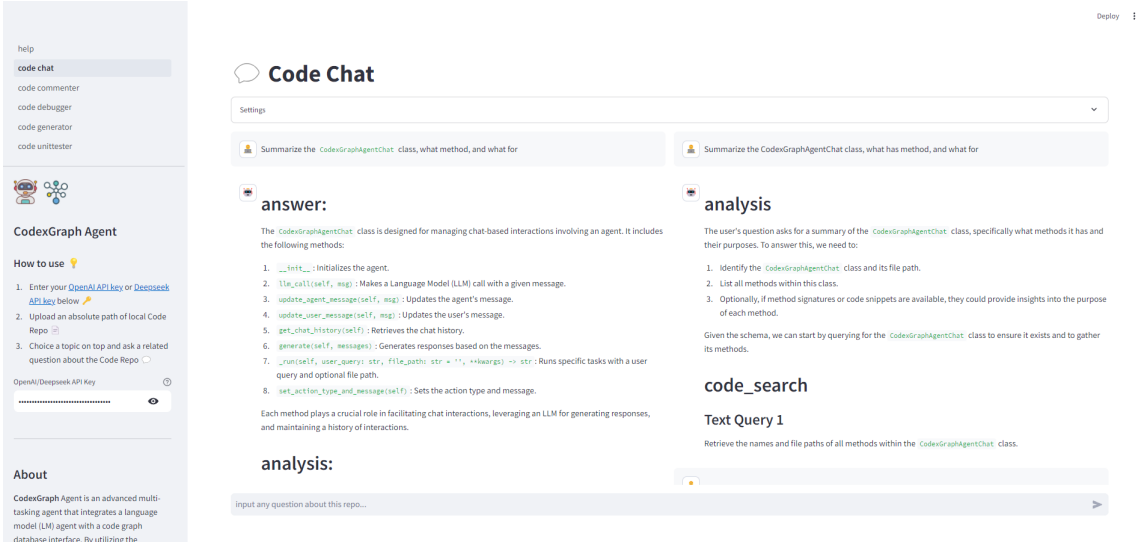 Deploy
help
code chat
code commenter
code debugger
code generator
code unittester
CodexGraph Agent
How to use
1. Enter your OpenAI API key or Deepseek
API key below
2. Upload an absolute path of local Code
Repo
3. Choice a topic on top and ask a related
question about the Code Repo
OpenAI/Deepseek API Key
••••••••••••••••••••••••••••••••••••
About
CodexGraph Agent is an advanced multi-
tasking agent that integrates a language
model (LM) agent with a code graph
database interface. By utilizing the
Code Chat
Settings
Summarize the CodexGraphAgentChat class, what method, and what for
answer:
The CodexGraphAgentChat class is designed for managing chat-based interactions involving an agent. It includes
the following methods:
1. __init__ : Initializes the agent.
2. llm_call(self, msg) : Makes a Language Model (LLM) call with a given message.
3. update_agent_message(self, msg) : Updates the agent's message.
4. update_user_message(self, msg) : Updates the user's message.
5. get_chat_history(self) : Retrieves the chat history.
6. generate(self, messages) : Generates responses based on the messages.
7. _run(self, user_query: str, file_path: str = '', **kwargs) -> str : Runs specific tasks with a user
query and optional file path.
8. set_action_type_and_message(self) : Sets the action type and message.
Each method plays a crucial role in facilitating chat interactions, leveraging an LLM for generating responses,
and maintaining a history of interactions.
analysis:
Summarize the CodexGraphAgentChat class, what has method, and what for
analysis
The user's question asks for a summary of the CodexGraphAgentChat class, specifically what methods it has and
their purposes. To answer this, we need to:
1. Identify the CodexGraphAgentChat class and its file path.
2. List all methods within this class.
3. Optionally, if method signatures or code snippets are available, they could provide insights into the purpose
of each method.
Given the schema, we can start by querying for the CodexGraphAgentChat class to ensure it exists and to gather
its methods.
code_search
Text Query 1
Retrieve the names and file paths of all methods within the CodexGraphAgentChat class.
input any question about this repo...